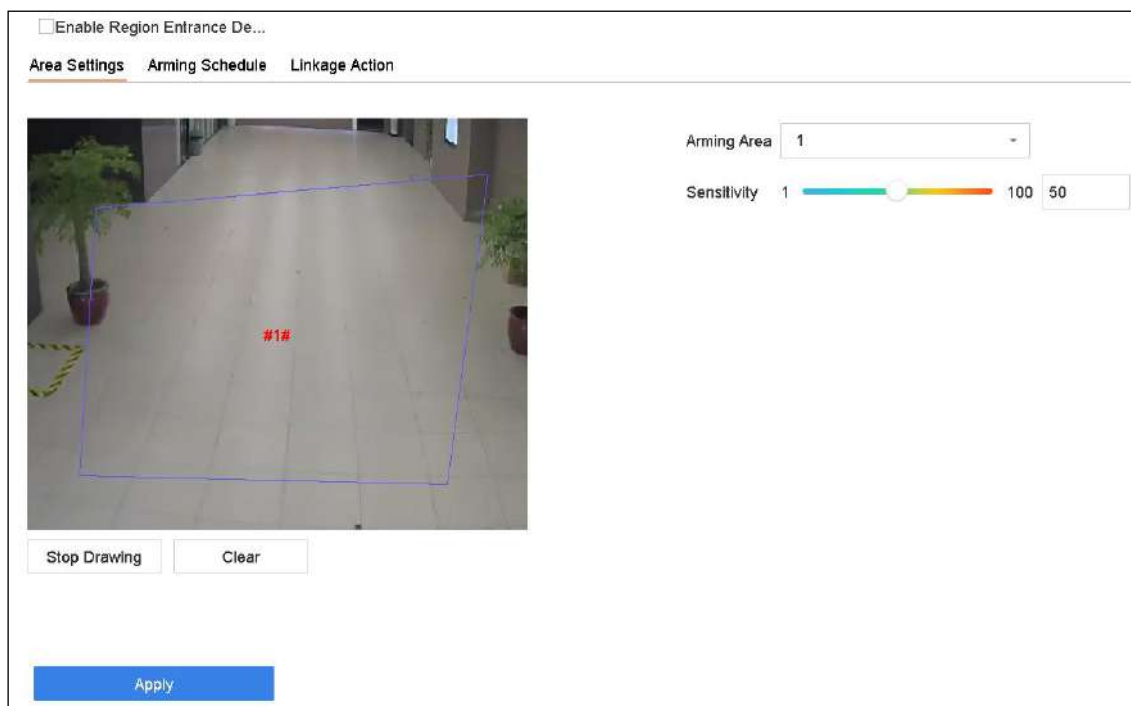 Enable Region Entrance De...
Area Settings Arming Schedule Linkage Action
Arming Area 1
Sensitivity 1 100 50
#1#
Stop Drawing Clear
Apply